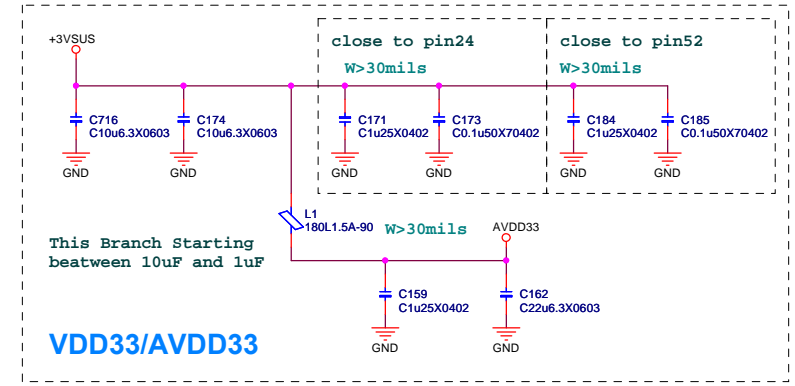 +3VSUS
close to pin24
close to pin52
W>30mils
W>30mils
C716
C10u6.3X0603
C174
C10u6.3X0603
C171
C1u25X0402
C173
C0.1u50X70402
C184
C1u25X0402
C185
C0.1u50X70402
GND
GND
GND
GND
GND
GND
L1
180L1.5A-90
W>30mils
AVDD33
This Branch Starting
beatween 10uF and 1uF
C159
C1u25X0402
C162
C22u6.3X0603
GND
GND
VDD33/AVDD33